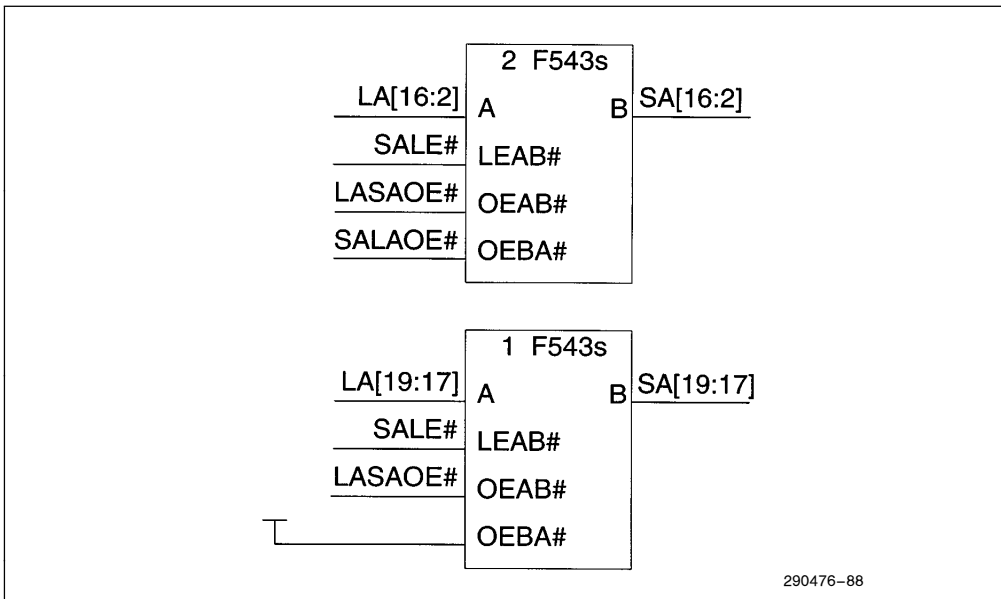 2 F543s
LA[16:2] A B SA[16:2]
SALE# LEAB#
LASAOE# OEAB#
SALAOE# OEBA#
1 F543s
LA[19:17] A B SA[19:17]
SALE# LEAB#
LASAOE# OEAB#
OEBA#
290476–88